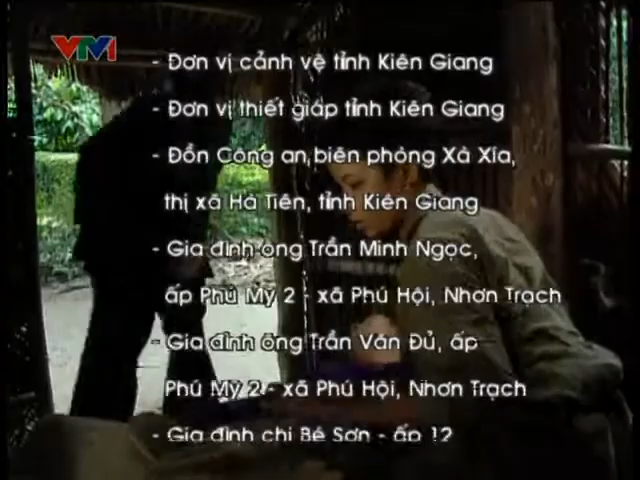 VTV1
- Đơn vị cảnh vệ tỉnh Kiên Giang
- Đơn vị thiết giáp tỉnh Kiên Giang
- Đồn Công an biên phòng Xà Xía,
thị xã Hà Tiên, tỉnh Kiên Giang
- Gia đình ông Trần Minh Ngọc,
ấp Phú Mỹ 2 - xã Phú Hội, Nhơn Trạch
- Gia đình ông Trần Văn Đủ, ấp
Phú Mỹ 2 - xã Phú Hội, Nhơn Trạch
- Gia đình chị Bé Sơn - ấp 12